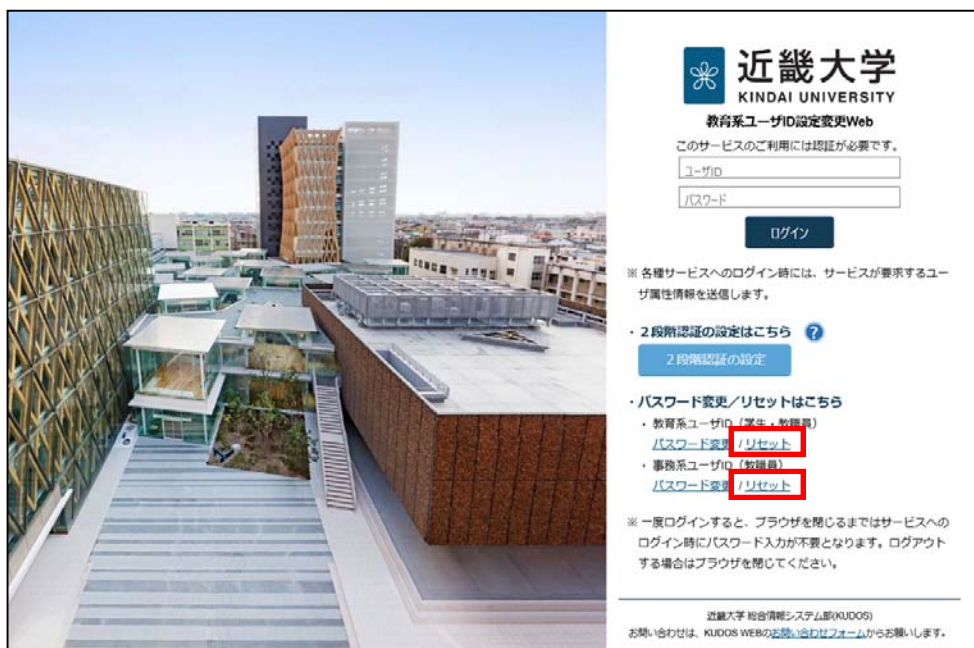 近畿大学
KINDAI UNIVERSITY
教育系ユーザID設定変更Web
このサービスのご利用には認証が必要です。
ユーザID
パスワード
ログイン
※ 各種サービスへのログイン時には、サービスが要求するユー
ザ属性情報を送信します。
・2段階認証の設定はこちら ?
2段階認証の設定
・パスワード変更／リセットはこちら
・ 教育系ユーザID（学生・教職員）
パスワード変更 / リセット
・ 事務系ユーザID（教職員）
パスワード変更 / リセット
※ 一度ログインすると、ブラウザを閉じるまではサービスへの
ログイン時にパスワード入力が不要となります。ログアウト
する場合はブラウザを閉じてください。
近畿大学 総合情報システム部(KUDOS)
お問い合わせは、KUDOS WEBのお問い合わせフォームからお願いします。